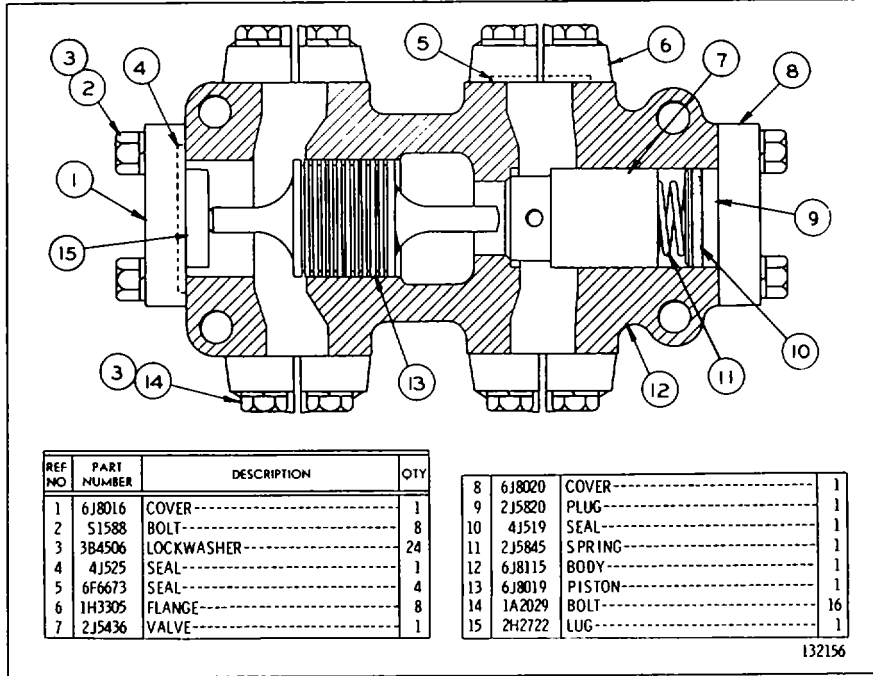 3
2
4
5
6
7
8
1
15
9
10
11
12
13
3
14
REF NO PART NUMBER DESCRIPTION QTY
1 6J8016 COVER 1
2 S1588 BOLT 8
3 3B4506 LOCKWASHER 24
4 4J525 SEAL 1
5 6F6673 SEAL 4
6 1H3305 FLANGE 8
7 2J5436 VALVE 1
8 6J8020 COVER 1
9 2J5820 PLUG 1
10 4J519 SEAL 1
11 2J5845 SPRING 1
12 6J8115 BODY 1
13 6J8019 PISTON 1
14 1A2029 BOLT 16
15 2H2722 LUG 1
132156